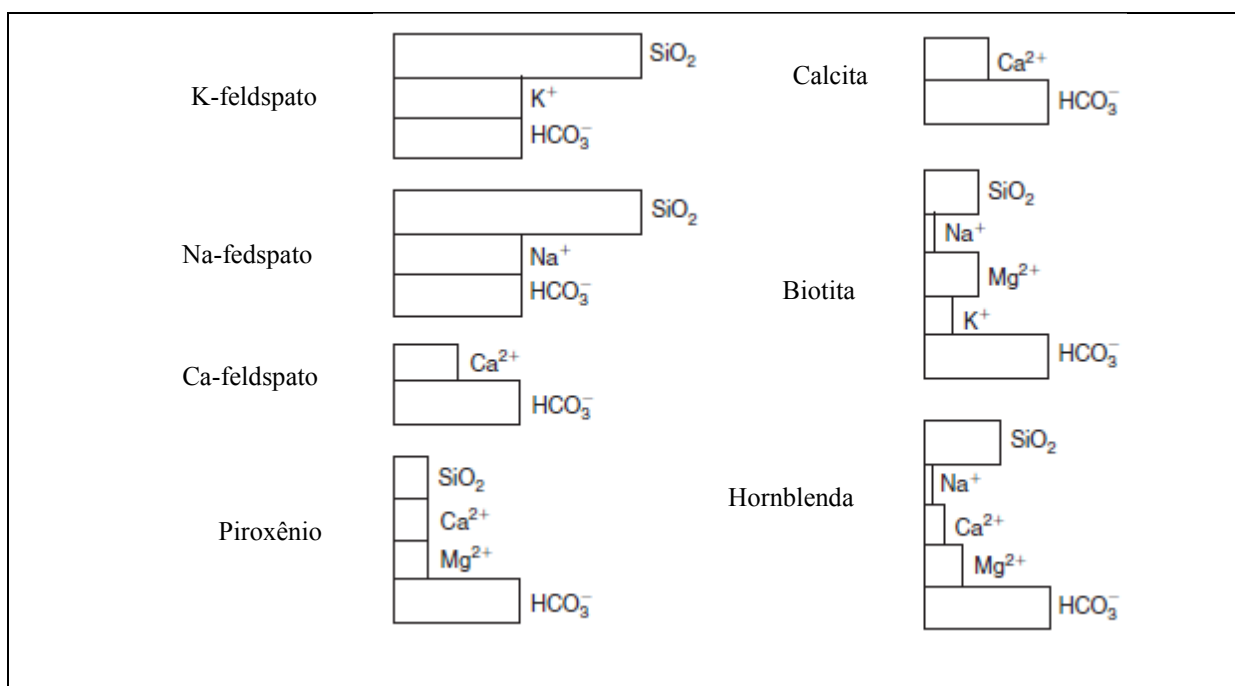 K-feldspato
SiO₂
K⁺
HCO₃⁻
Na-fedspato
SiO₂
Na⁺
HCO₃⁻
Ca-feldspato
Ca²⁺
HCO₃⁻
Piroxênio
SiO₂
Ca²⁺
Mg²⁺
HCO₃⁻
Calcita
Ca²⁺
HCO₃⁻
Biotita
SiO₂
Na⁺
Mg²⁺
K⁺
HCO₃⁻
Hornblenda
SiO₂
Na⁺
Ca²⁺
Mg²⁺
HCO₃⁻